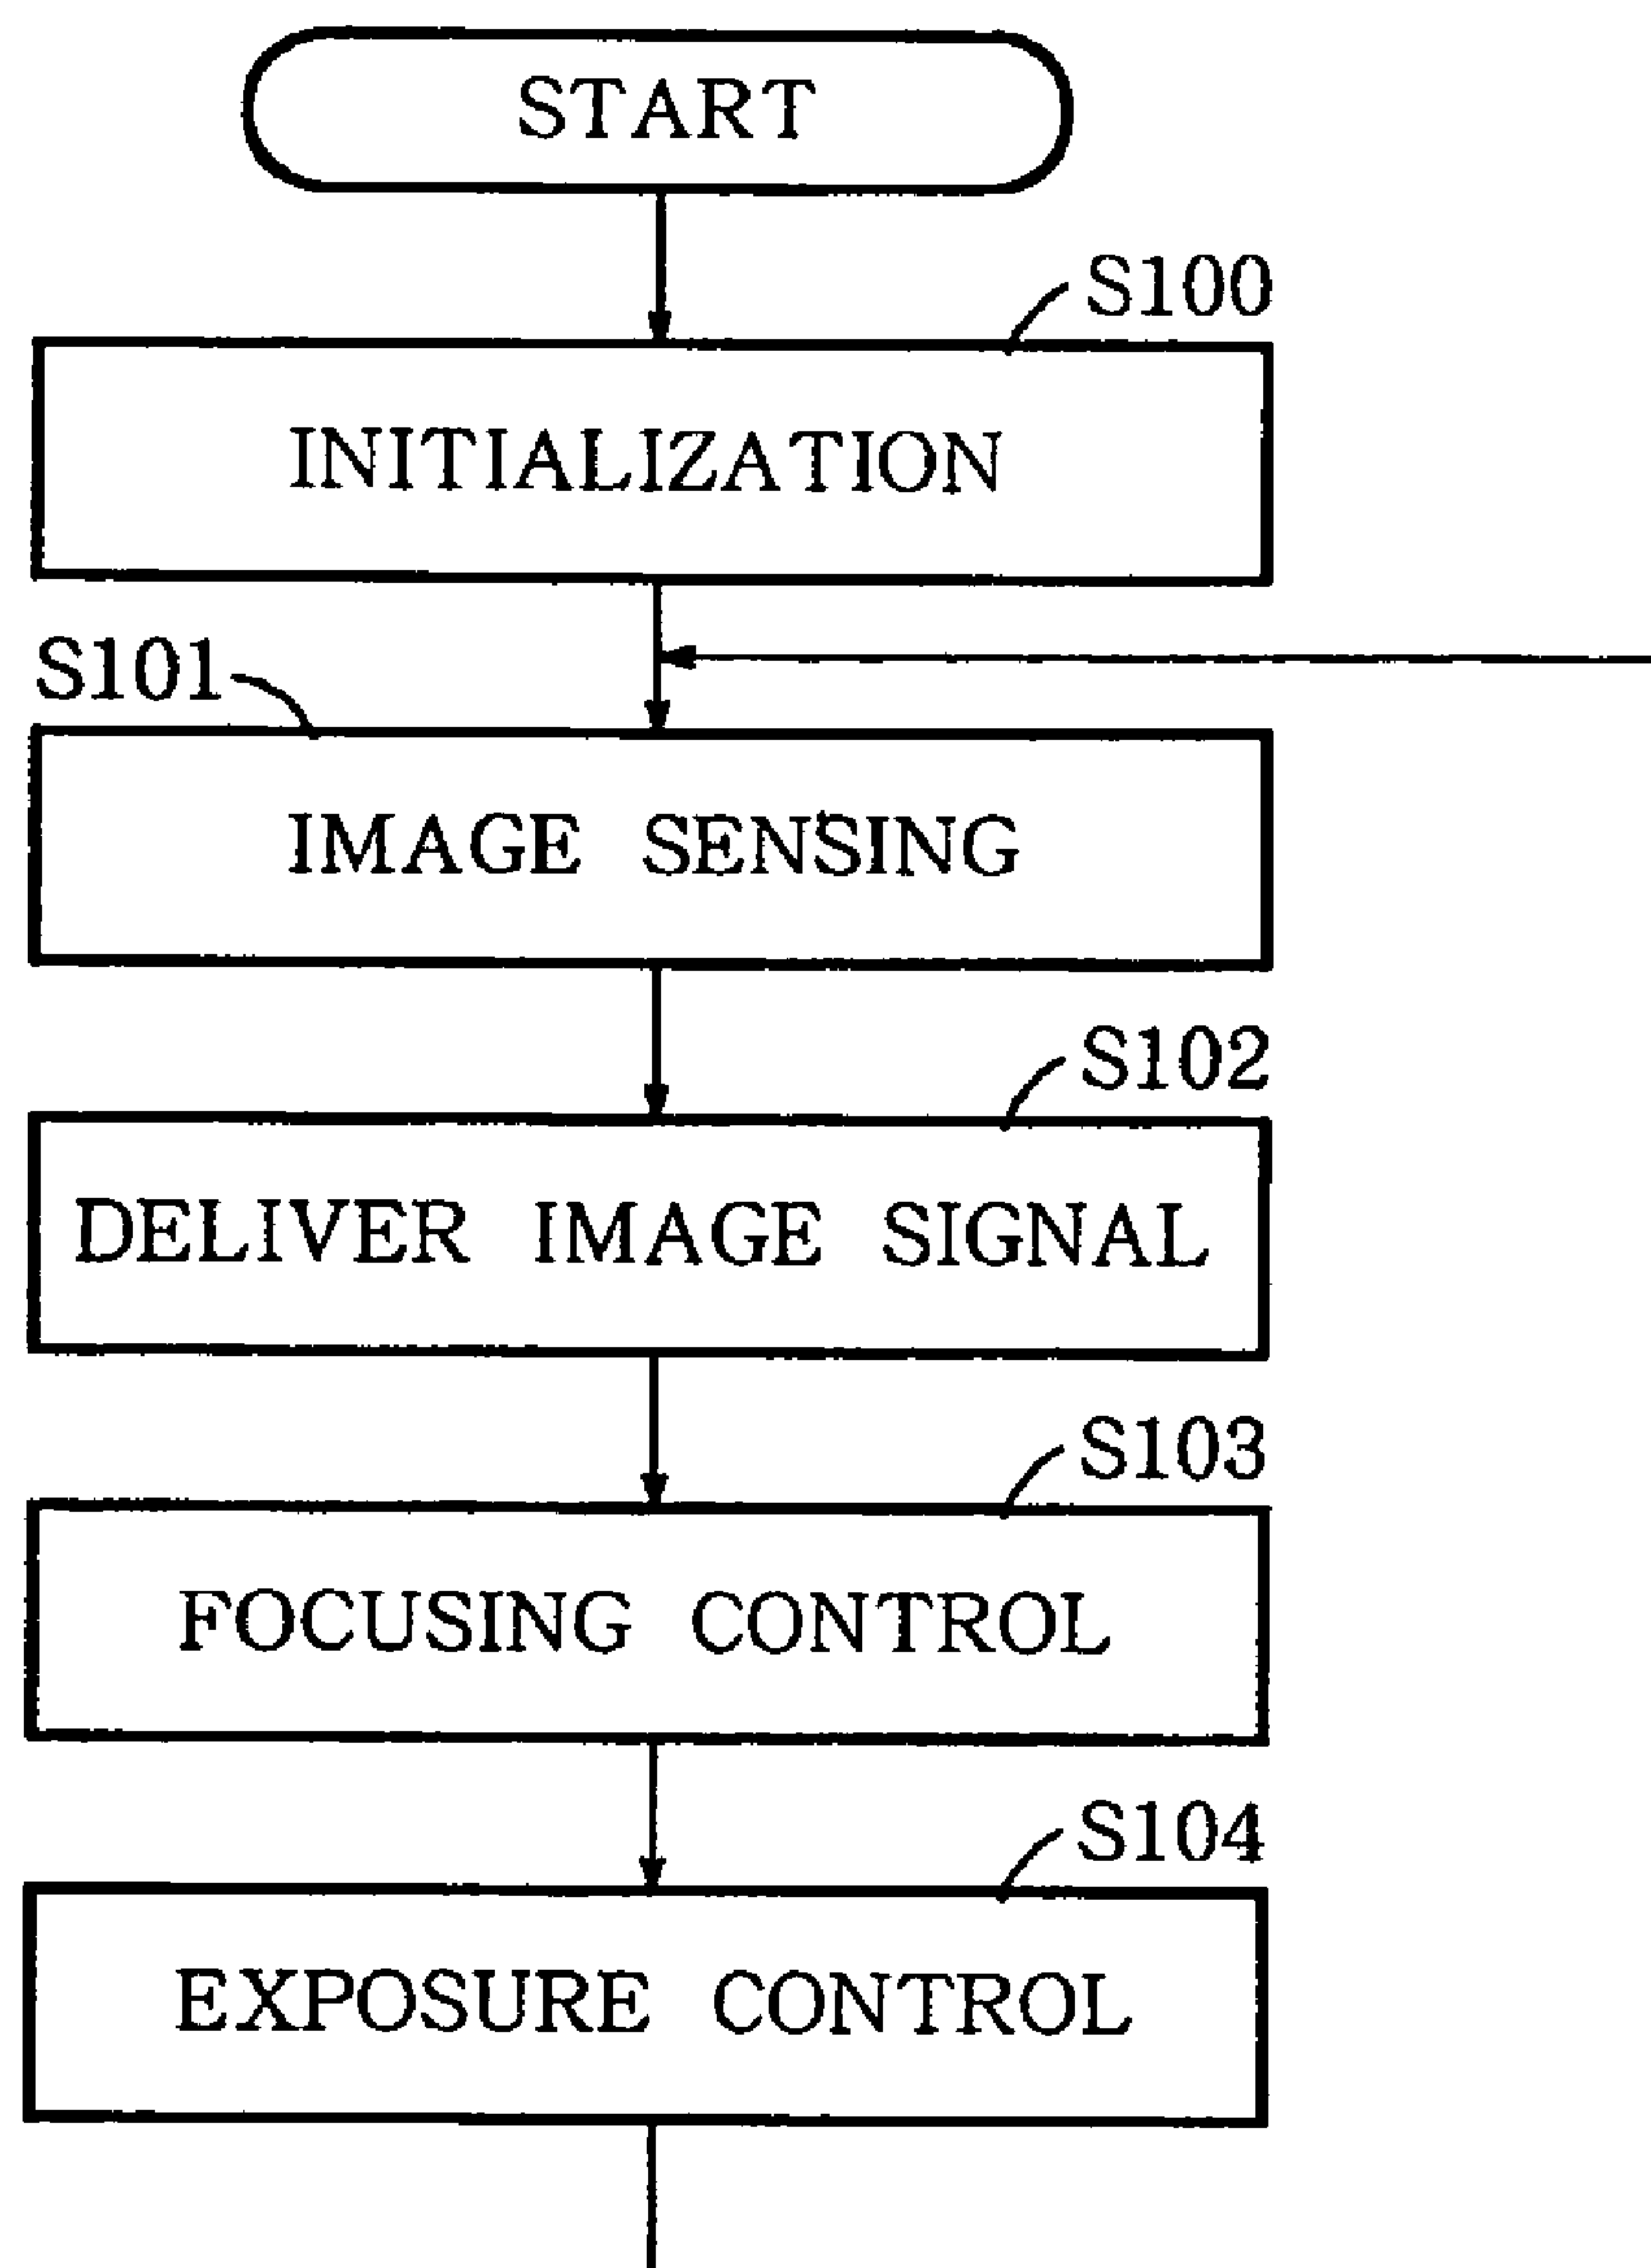 START
S100
INITIALIZATION
S101
IMAGE SENSING
S102
DELIVER IMAGE SIGNAL
S103
FOCUSING CONTROL
S104
EXPOSURE CONTROL